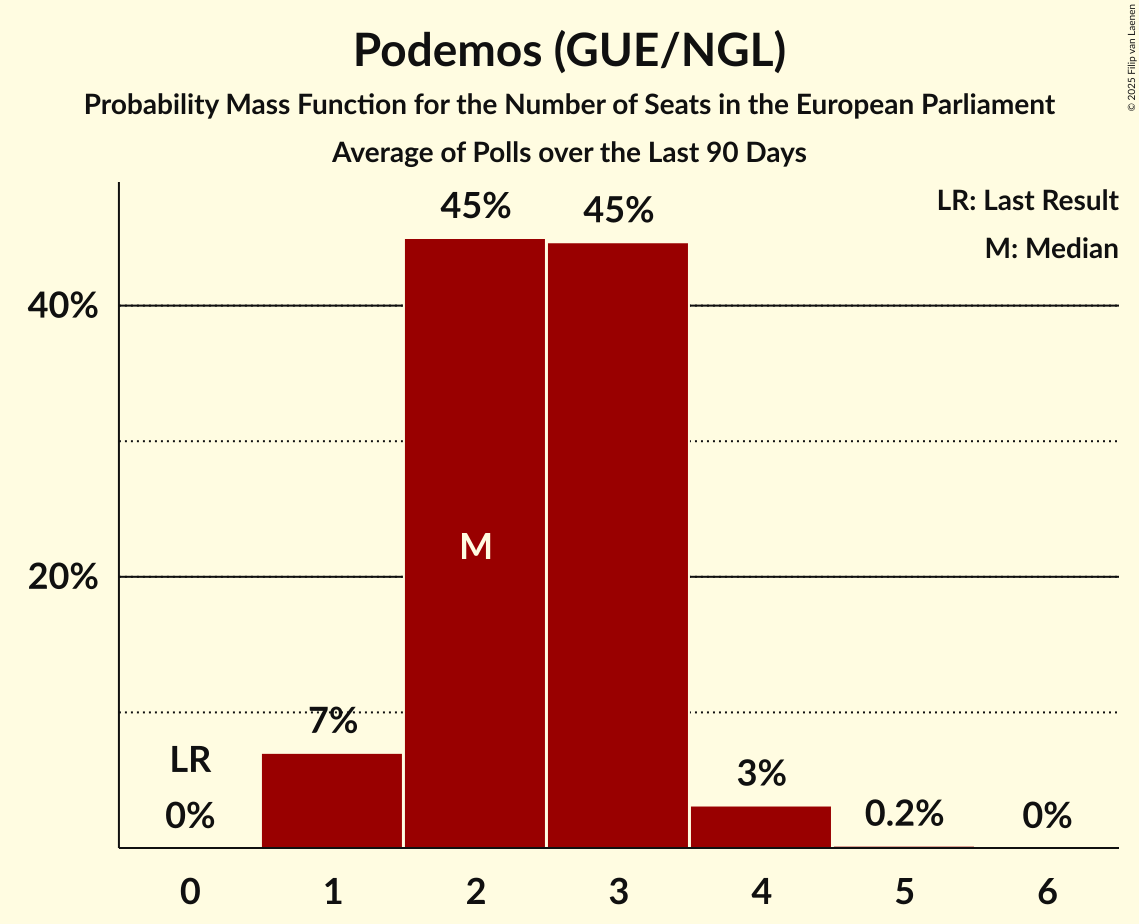 Podemos (GUE/NGL)
Probability Mass Function for the Number of Seats in the European Parliament
Average of Polls over the Last 90 Days
© 2025 Filip van Laenen
LR: Last Result
M: Median
45%
45%
40%
M
20%
7%
LR
0%
3%
0.2%
0%
0
1
2
3
4
5
6